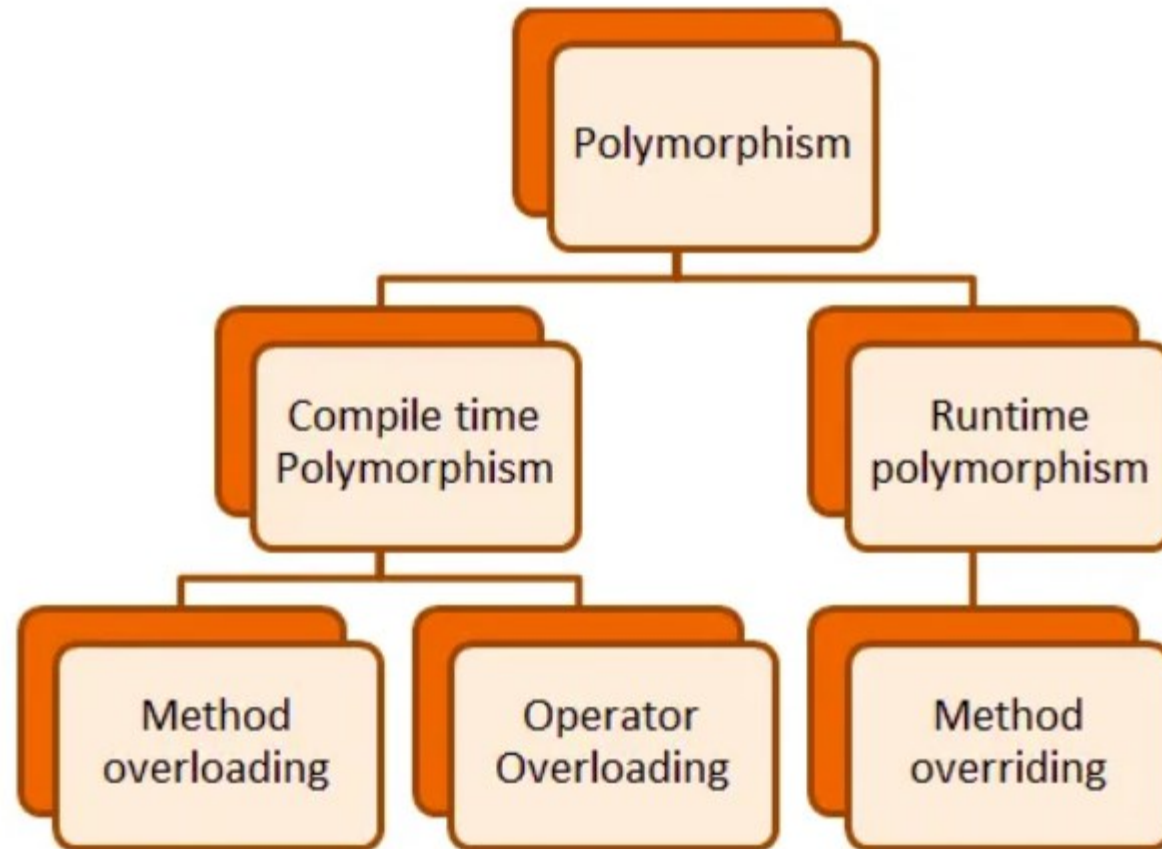 Polymorphism
Compile time
Polymorphism
Runtime
polymorphism
Method
overloading
Operator
Overloading
Method
overriding